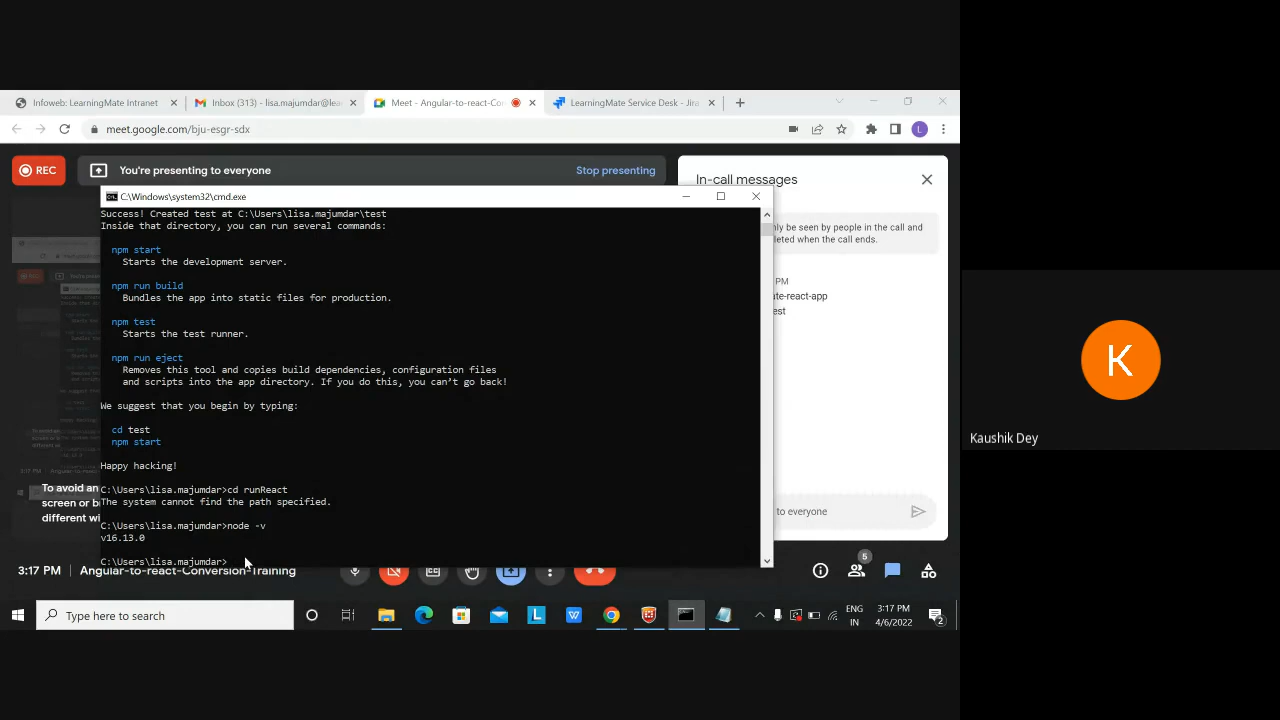 Infoweb: LearningMate Intranet
Inbox (313) - lisa.majumdar@lea
Meet - Angular-to-react-Co
LearningMate Service Desk - Jira
meet.google.com/bju-esgr-sdx
L
REC
You're presenting to everyone
Stop presenting
In-call messages
C:\Windows\system32\cmd.exe
Success! Created test at C:\Users\lisa.majumdar\test
Inside that directory, you can run several commands:
npm start
Starts the development server.
npm run build
Bundles the app into static files for production.
npm test
Starts the test runner.
npm run eject
Removes this tool and copies build dependencies, configuration files
and scripts into the app directory. If you do this, you can't go back!
We suggest that you begin by typing:
cd test
npm start
Happy hacking!
C:\Users\lisa.majumdar>cd runReact
The system cannot find the path specified.
C:\Users\lisa.majumdar>node -v
v16.13.0
C:\Users\lisa.majumdar>
nly be seen by people in the call and
leted when the call ends.
PM
te-react-app
est
to everyone
To avoid an
screen or b
different wi
3:17 PM
Angular-to-react-Conversion-Training
5
Type here to search
ENG
IN
3:17 PM
4/6/2022
2
K
Kaushik Dey